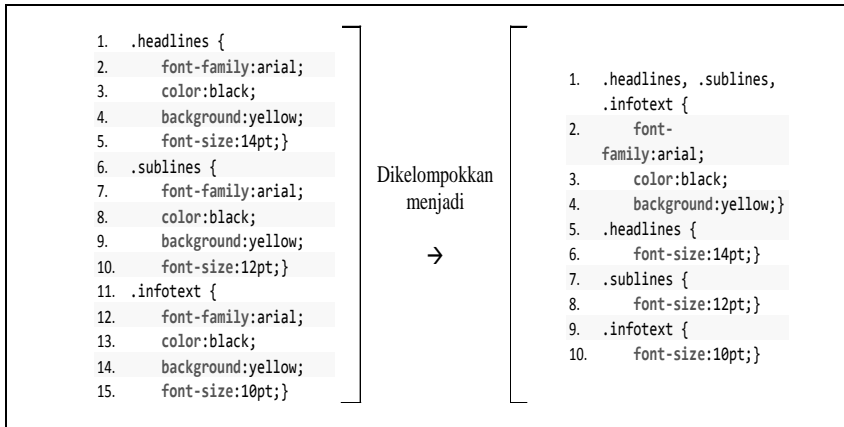 1. .headlines {
2. font-family:arial;
3. color:black;
4. background:yellow;
5. font-size:14pt;}
6. .sublines {
7. font-family:arial;
8. color:black;
9. background:yellow;
10. font-size:12pt;}
11. .infotext {
12. font-family:arial;
13. color:black;
14. background:yellow;
15. font-size:10pt;}
Dikelompokkan
menjadi
→
1. .headlines, .sublines,
.infotext {
2. font-
family:arial;
3. color:black;
4. background:yellow;}
5. .headlines {
6. font-size:14pt;}
7. .sublines {
8. font-size:12pt;}
9. .infotext {
10. font-size:10pt;}